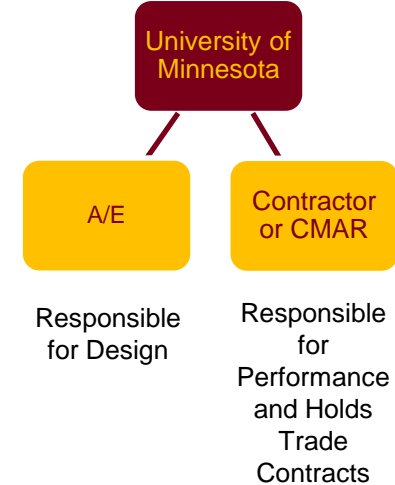 University of
Minnesota
A/E
Contractor
or CMAR
Responsible
for Design
Responsible
for
Performance
and Holds
Trade
Contracts